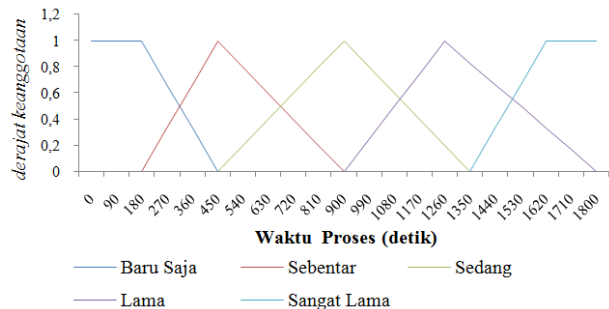 1,2
1
0,8
0,6
0,4
0,2
0
derajat keanggotaan
0 90 180 270 360 450 540 630 720 810 900 990 1080 1170 1260 1350 1440 1530 1620 1710 1800
Waktu Proses (detik)
Baru Saja Sebentar Sedang
Lama Sangat Lama